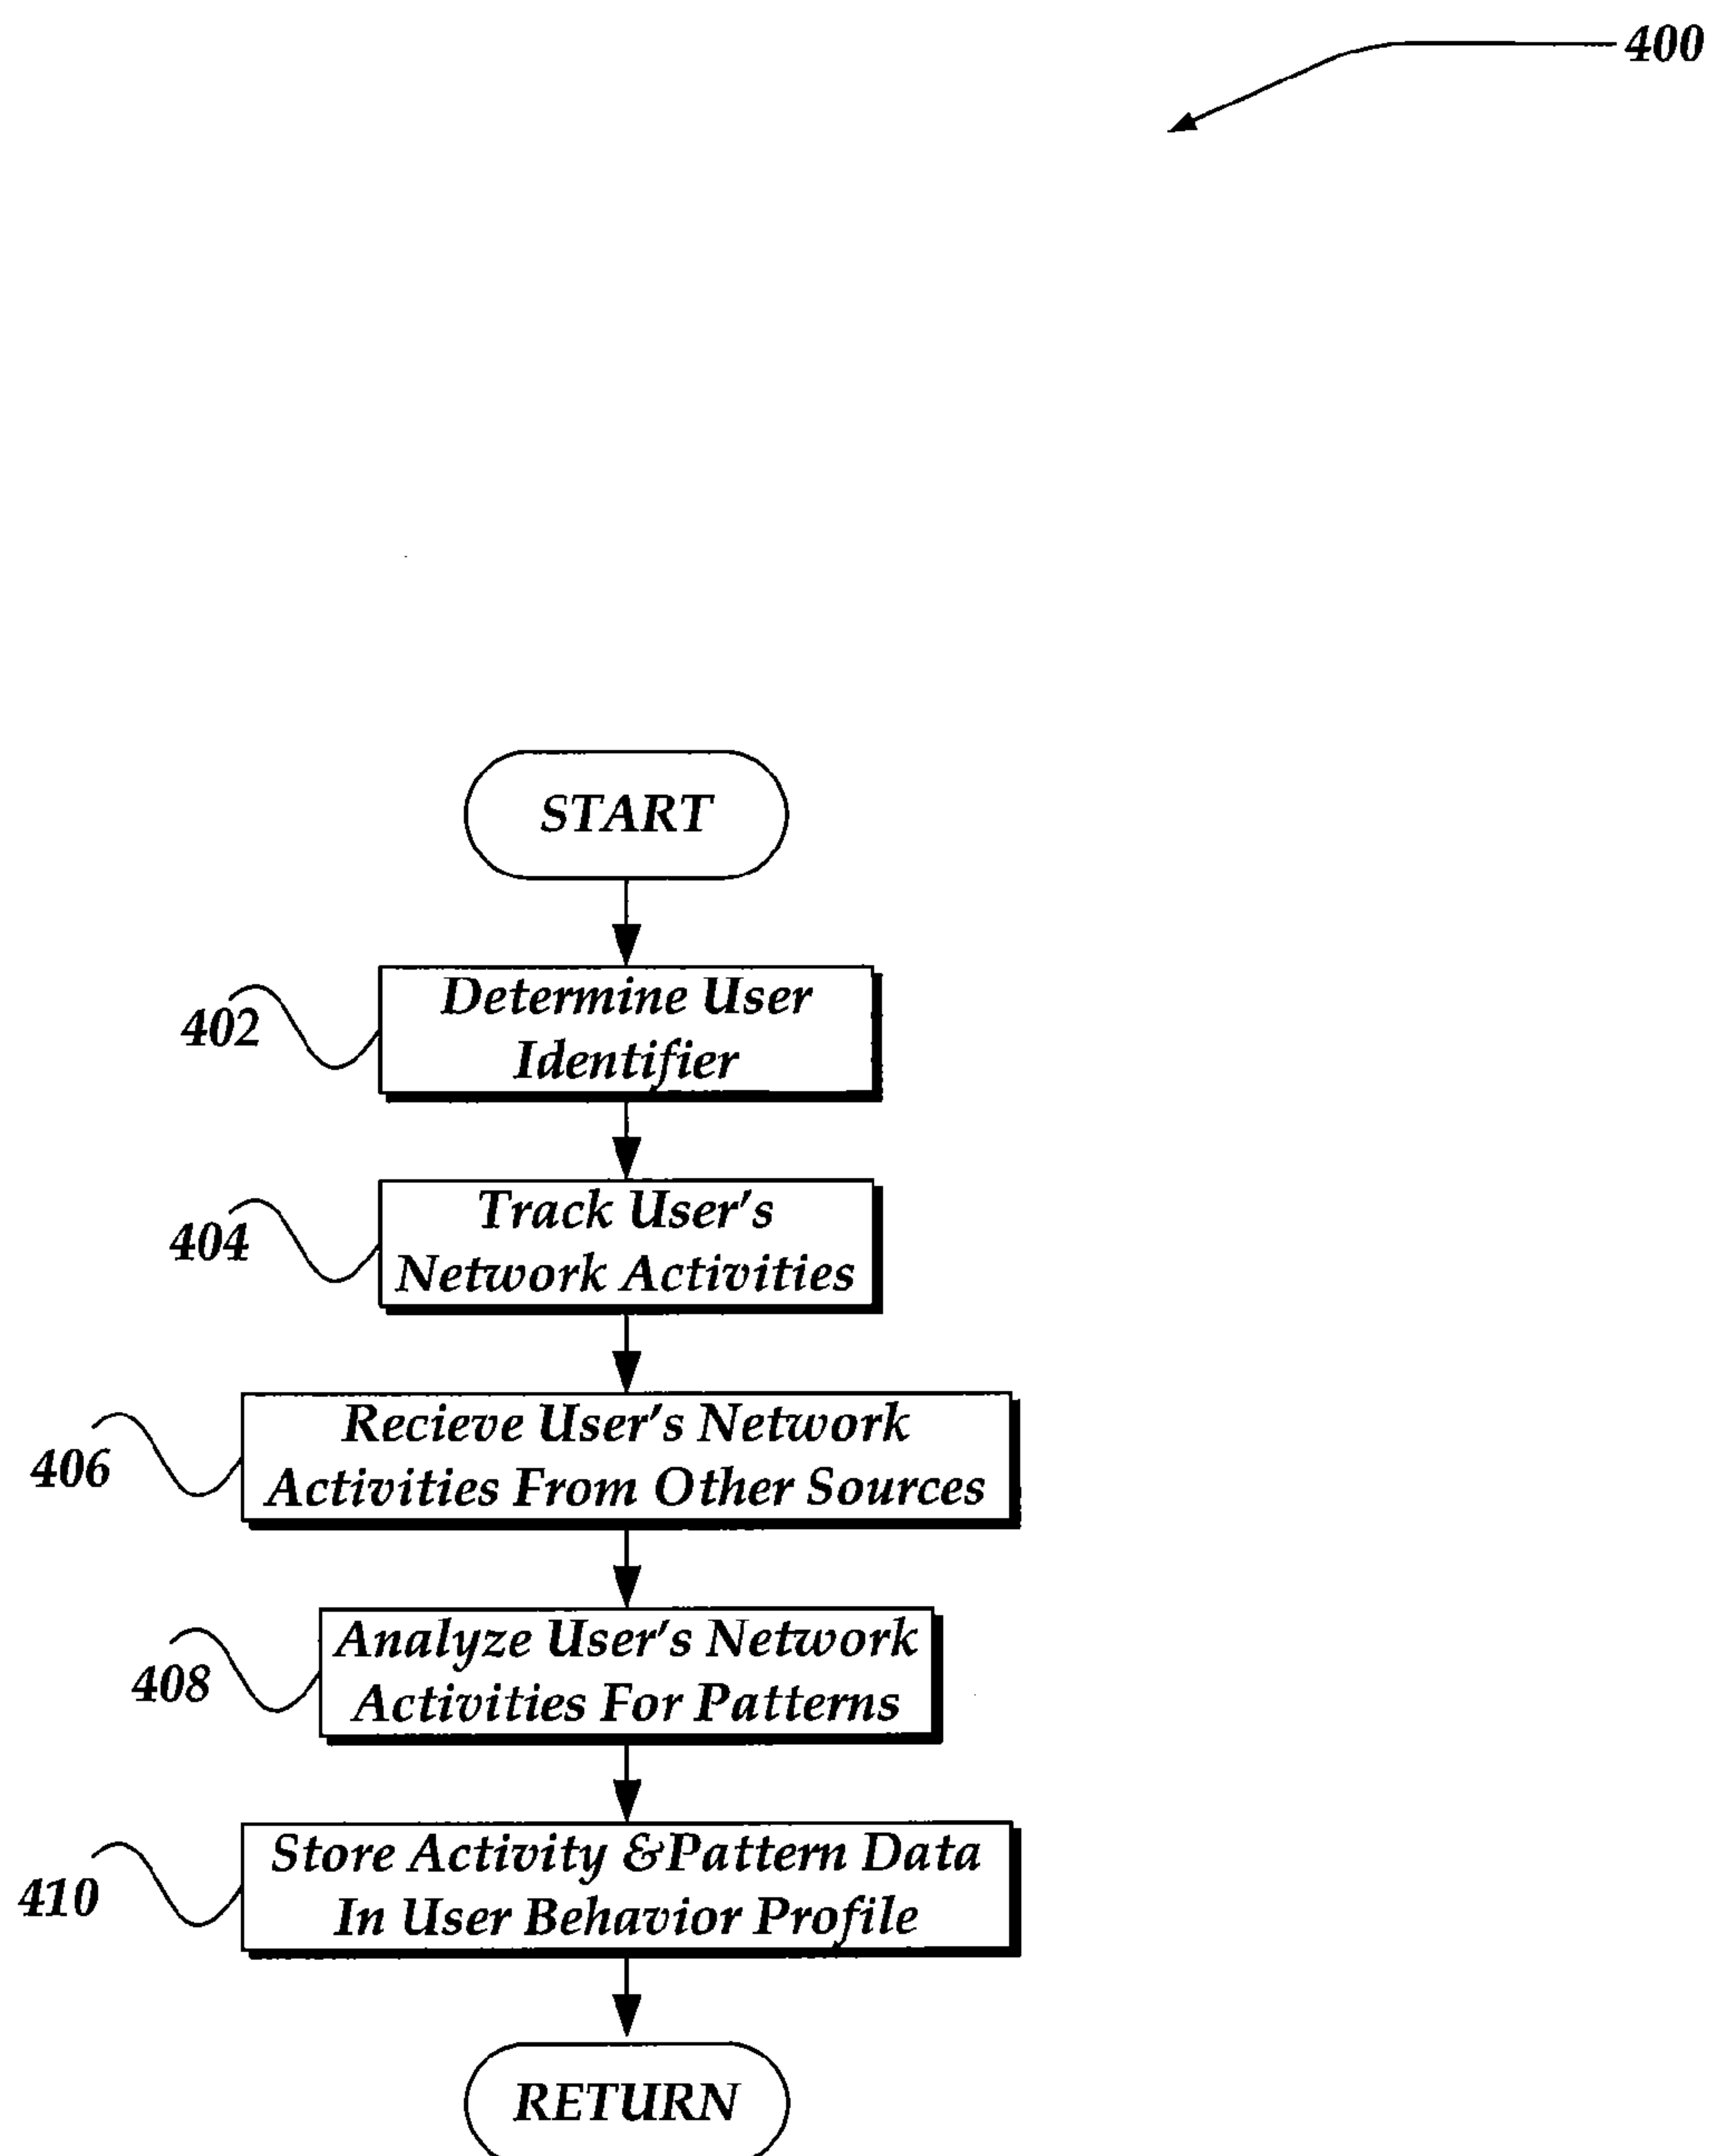 400
START
402
Determine User
Identifier
404
Track User's
Network Activities
406
Recieve User's Network
Activities From Other Sources
408
Analyze User's Network
Activities For Patterns
410
Store Activity &Pattern Data
In User Behavior Profile
RETURN